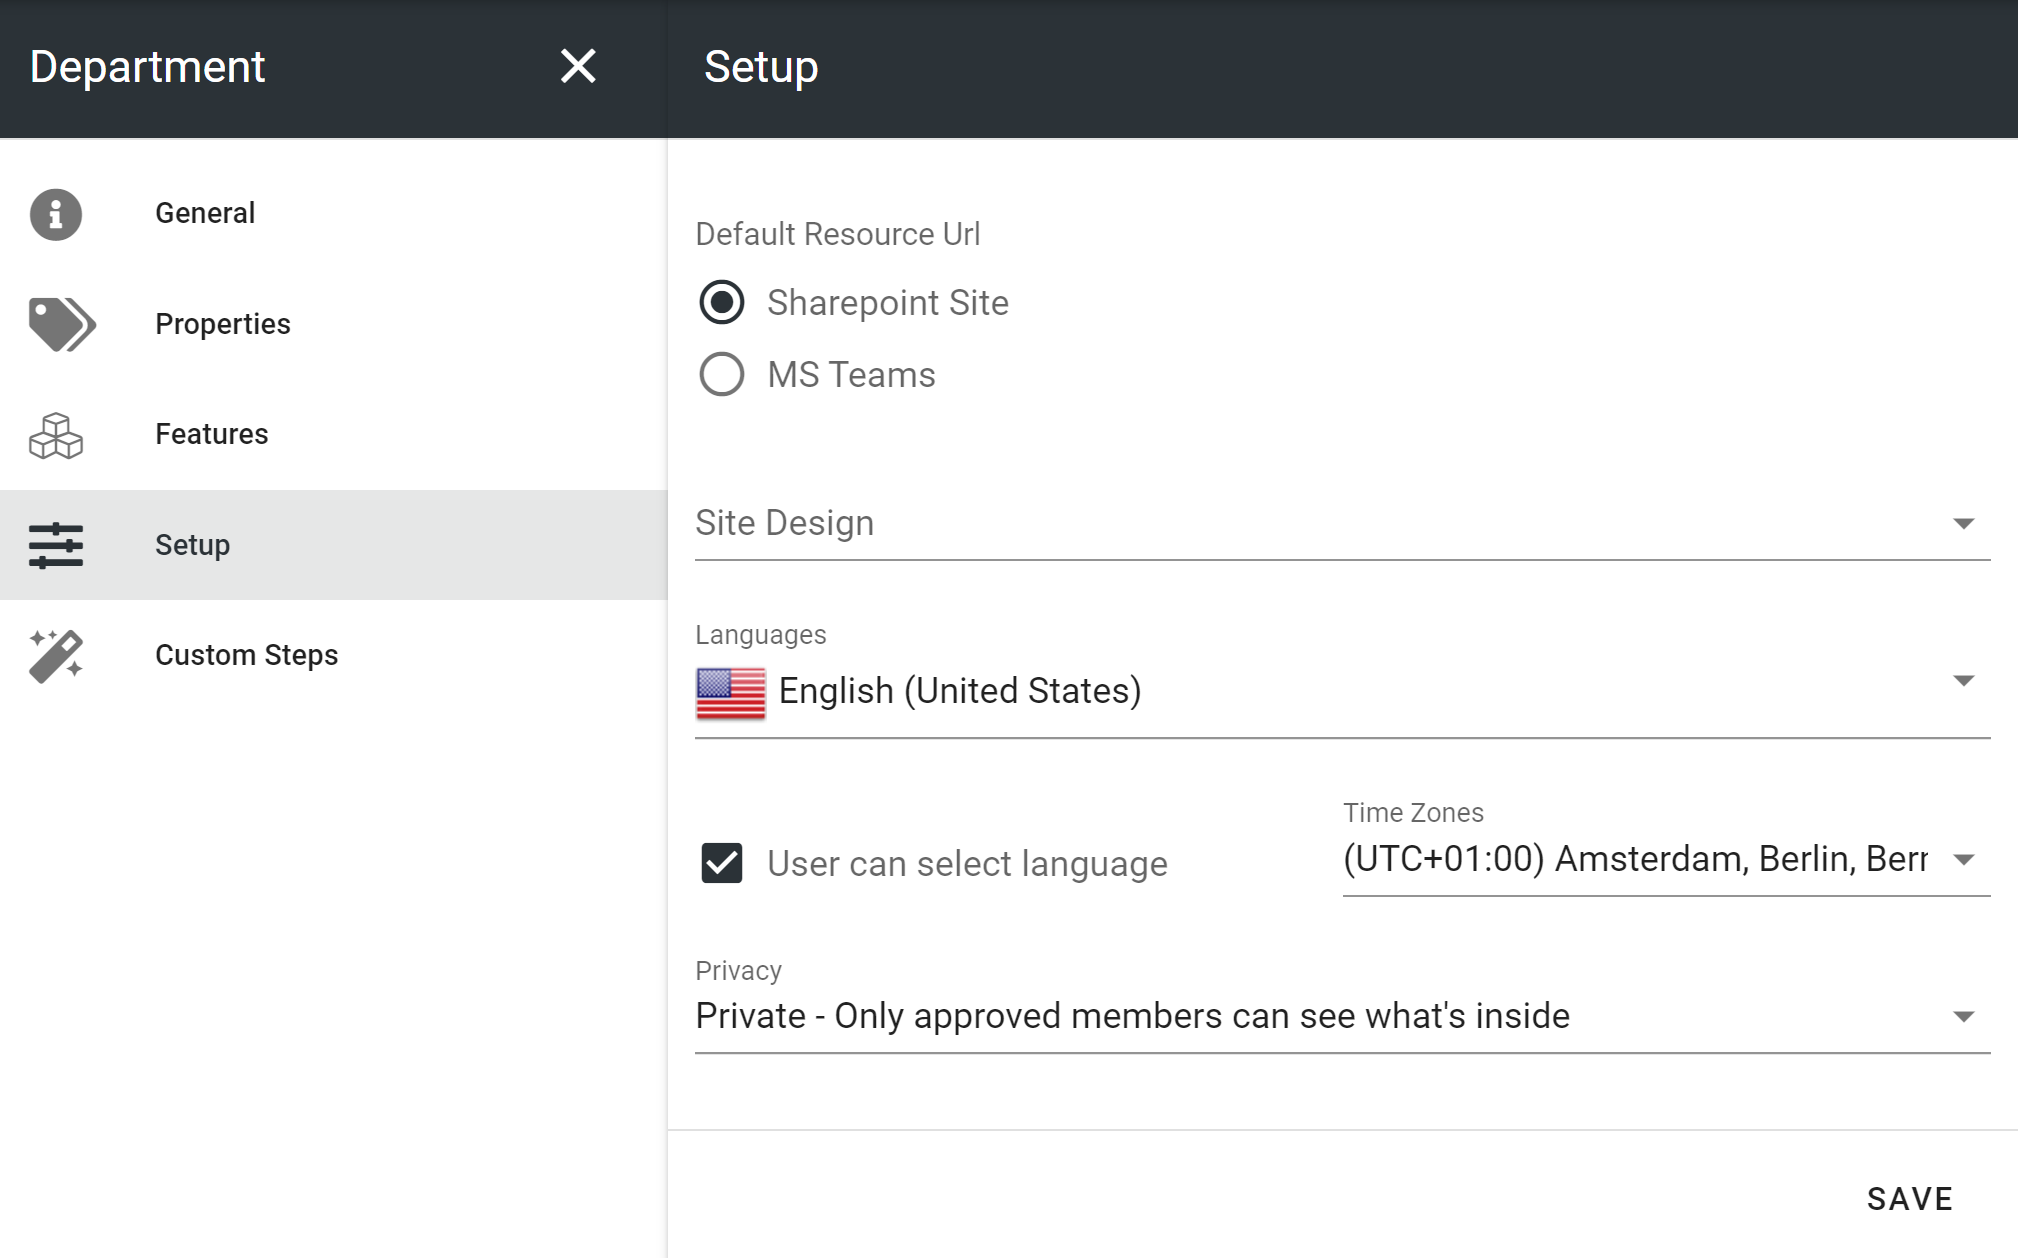 Department
Setup
General
Properties
Features
Setup
Custom Steps
Default Resource Url
Sharepoint Site
MS Teams
Site Design
Languages
English (United States)
User can select language
Time Zones
(UTC+01:00) Amsterdam, Berlin,
Privacy
Private - Only approved members can see what's inside
SAVE